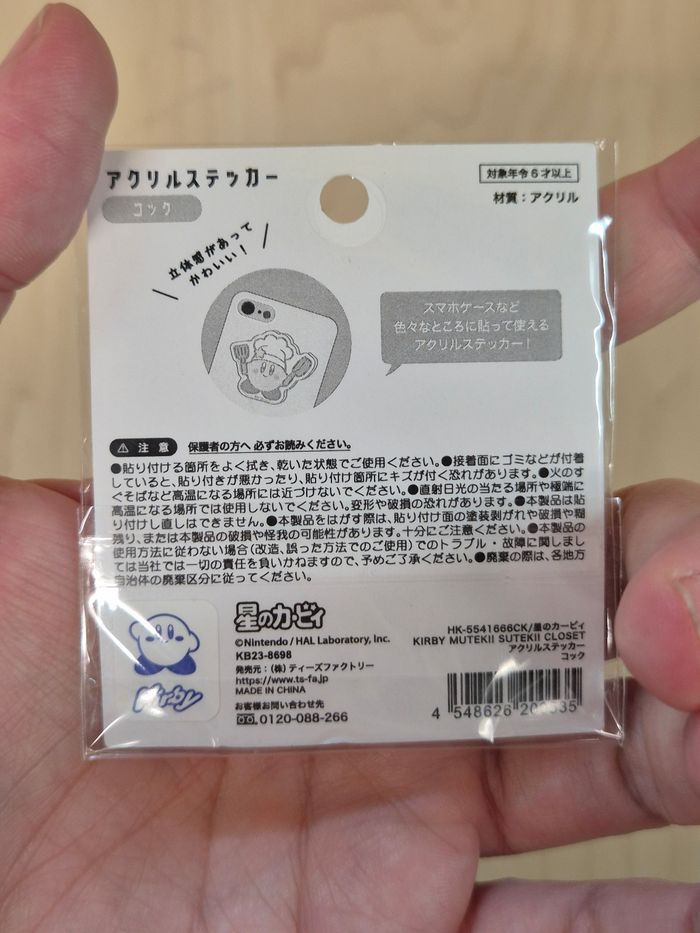 アクリルステッカー
コック
対象年令6才以上
材質：アクリル
立体感があって
かわいい！
スマホケースなど
色々なところに貼って使える
アクリルステッカー！
注意 保護者の方へ 必ずお読みください。
●貼り付ける箇所をよく拭き、乾いた状態でご使用ください。●接着面にゴミなどが付着
していると、貼り付きが悪かったり、貼り付け箇所にキズが付く恐れがあります。●火のす
ぐそばなど高温になる場所には近づけないでください。●直射日光の当たる場所や極端に
高温になる場所では使用しないでください。変形や破損の恐れがあります。●本製品は貼
り付けし直しはできません。●本製品をはがす際は、貼り付け面の塗装剥がれや破損や糊
残り、または本製品の破損や怪我の可能性があります。十分にご注意ください。●本製品の
使用方法に従わない場合（改造、誤った方法でのご使用）でのトラブル・故障に関しまし
ては当社では一切の責任を負いかねますので、予めご了承ください。●廃棄の際は、各地方
自治体の廃棄区分に従ってください。
Kirby
星のカービィ
©Nintendo / HAL Laboratory, Inc.
KB23-8698
発売元：（株）ティーズファクトリー
https://www.ts-fa.jp
MADE IN CHINA
お客様お問い合わせ先
0120-088-266
HK-5541666CK/星のカービィ
KIRBY MUTEKII SUTEKII CLOSET
アクリルステッカー
コック
4 548626